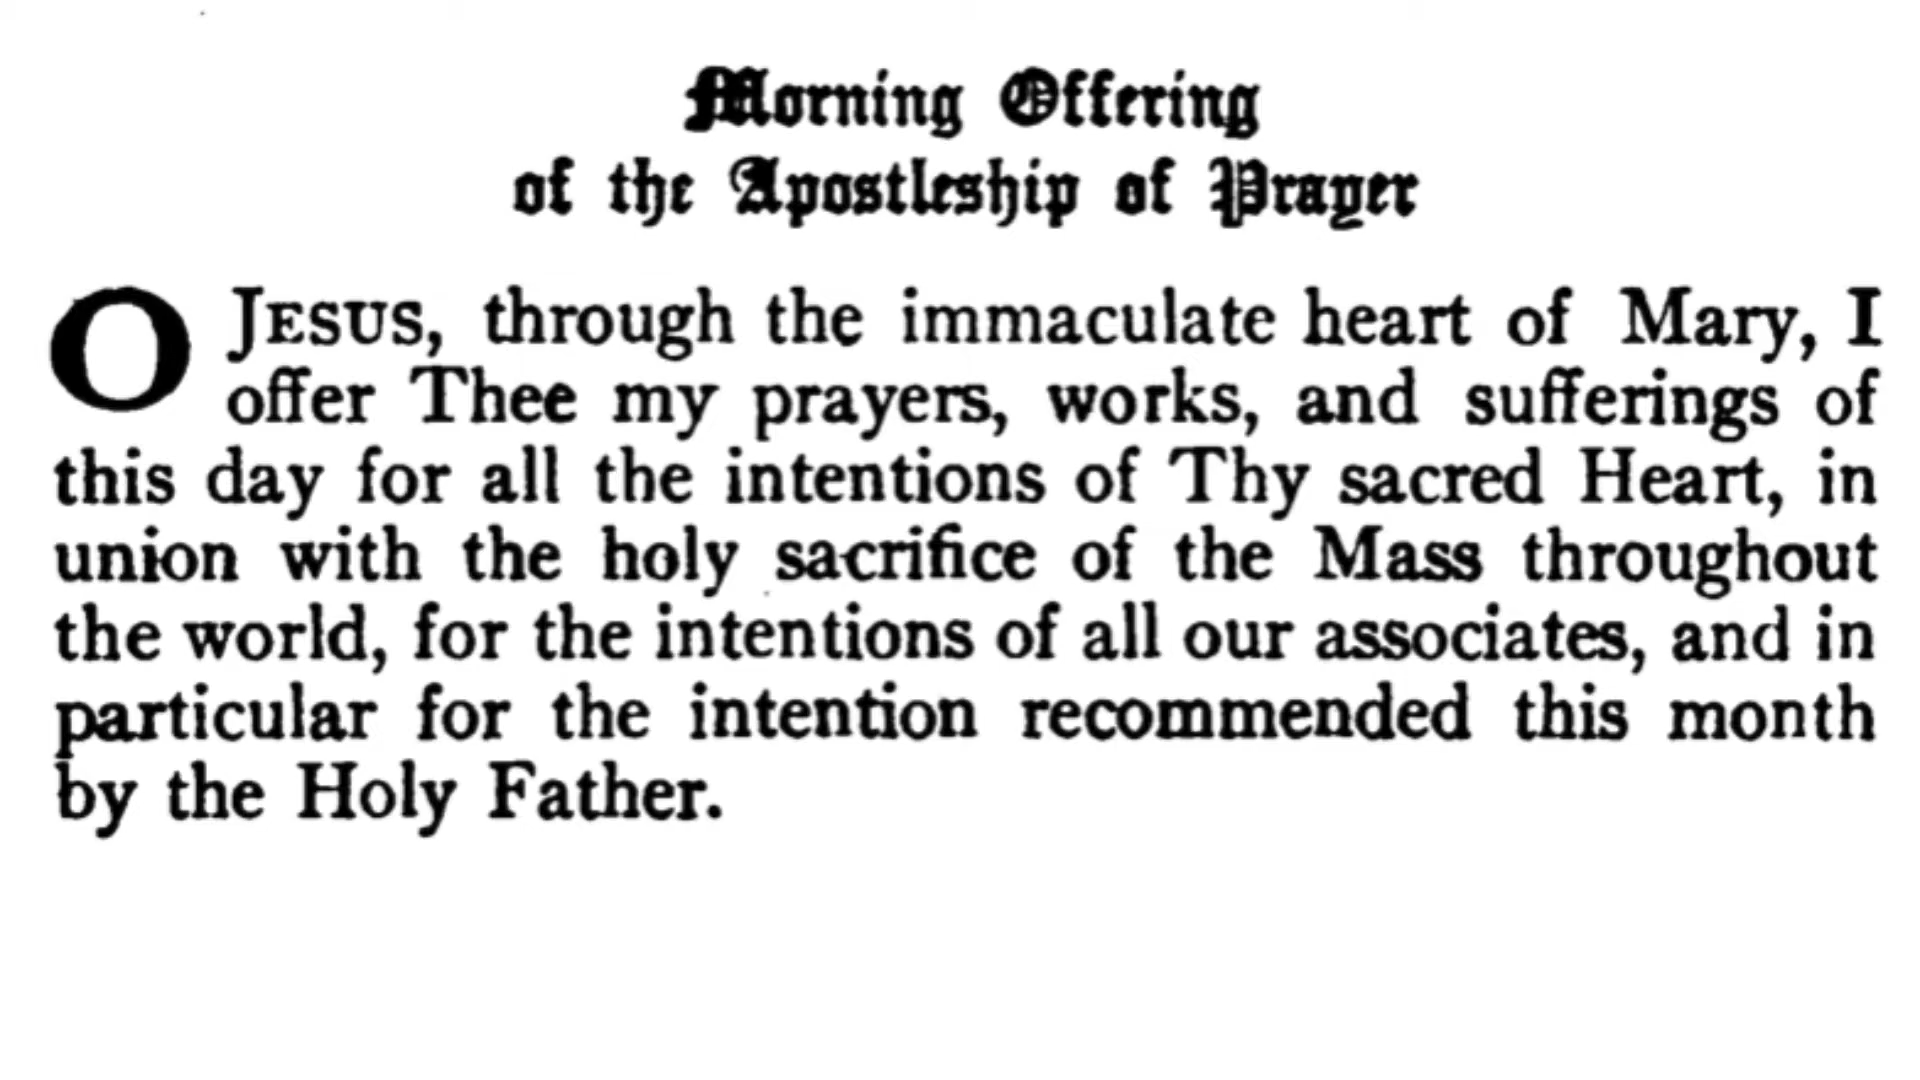 Morning Offering
of the Apostleship of Prayer
O JESUS, through the immaculate heart of Mary, I
offer Thee my prayers, works, and sufferings of
this day for all the intentions of Thy sacred Heart, in
union with the holy sacrifice of the Mass throughout
the world, for the intentions of all our associates, and in
particular for the intention recommended this month
by the Holy Father.